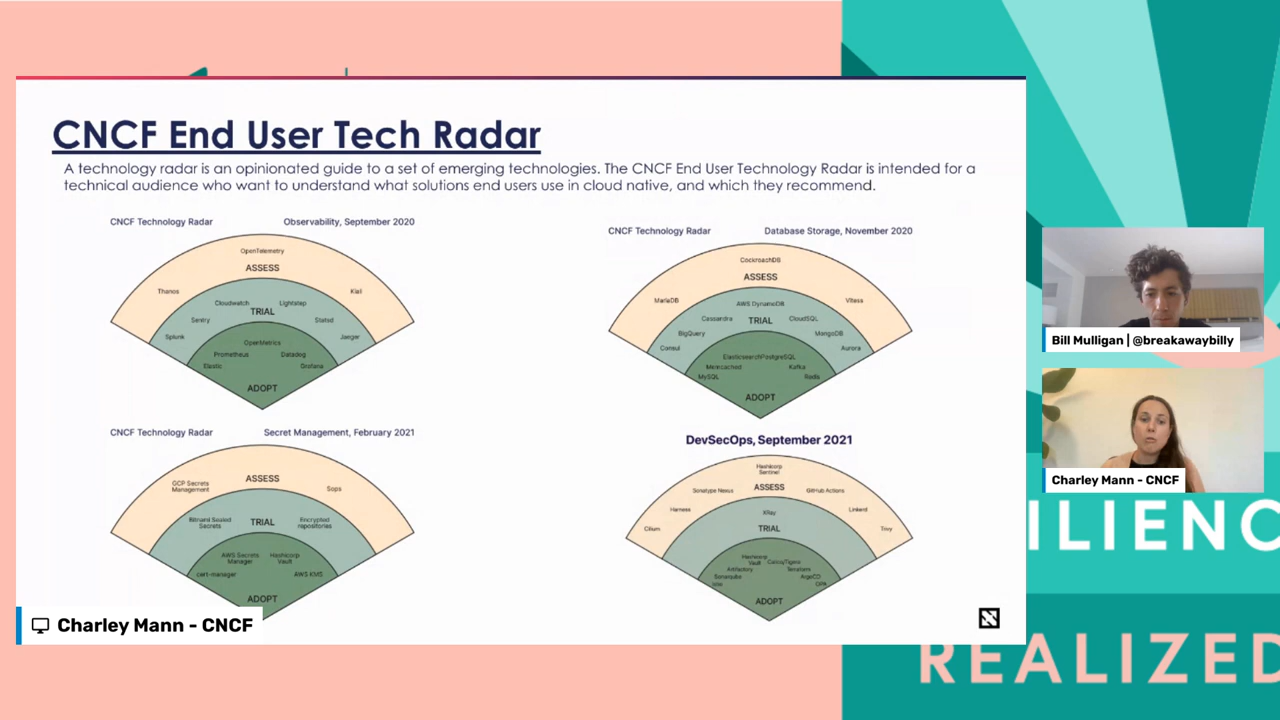 CNCF End User Tech Radar
A technology radar is an opinionated guide to a set of emerging technologies. The CNCF End User Technology Radar is intended for a
technical audience who want to understand what solutions end users use in cloud native, and which they recommend.
CNCF Technology Radar
Observability, September 2020
OpenTelemetry
ASSESS
Thanos
Kiali
Cloudwatch
Lightstep
TRIAL
Sentry
Statsd
Splunk
Jaeger
OpenMetrics
Prometheus
Datadog
Elastic
Grafana
ADOPT
CNCF Technology Radar
Database Storage, November 2020
CockroachDB
ASSESS
MariaDB
Vitess
AWS DynamoDB
Cassandra
TRIAL
CloudSQL
BigQuery
MongoDB
Consul
Aurora
ElasticsearchPostgreSQL
Memcached
Kafka
MySQL
Redis
ADOPT
CNCF Technology Radar
Secret Management, February 2021
ASSESS
GCP Secrets
Management
Sops
Bitnami Sealed
Secrets
TRIAL
Encrypted
repositories
AWS Secrets
Manager
Hashicorp
Vault
cert-manager
AWS KMS
ADOPT
DevSecOps, September 2021
Hashicorp
Sentinel
ASSESS
Sonatype Nexus
GitHub Actions
Harness
Linkerd
Cilium
Trivy
XRay
TRIAL
Hashicorp
Vault
Calico/Tigera
Artifactory
Terraform
Sonarqube
ArgoCD
Istio
OPA
ADOPT
Charley Mann - CNCF
Bill Mulligan | @breakawaybilly
Charley Mann - CNCF
ILIENC
REALIZED